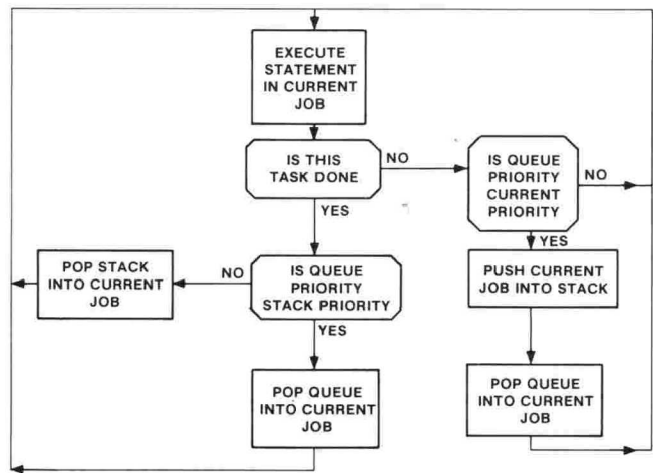 EXECUTE
STATEMENT
IN CURRENT
JOB
IS THIS
TASK DONE
NO
IS QUEUE
PRIORITY
CURRENT
PRIORITY
NO
YES
YES
POP STACK
INTO CURRENT
JOB
NO
IS QUEUE
PRIORITY
STACK PRIORITY
PUSH CURRENT
JOB INTO STACK
YES
POP QUEUE
INTO CURRENT
JOB
POP QUEUE
INTO CURRENT
JOB